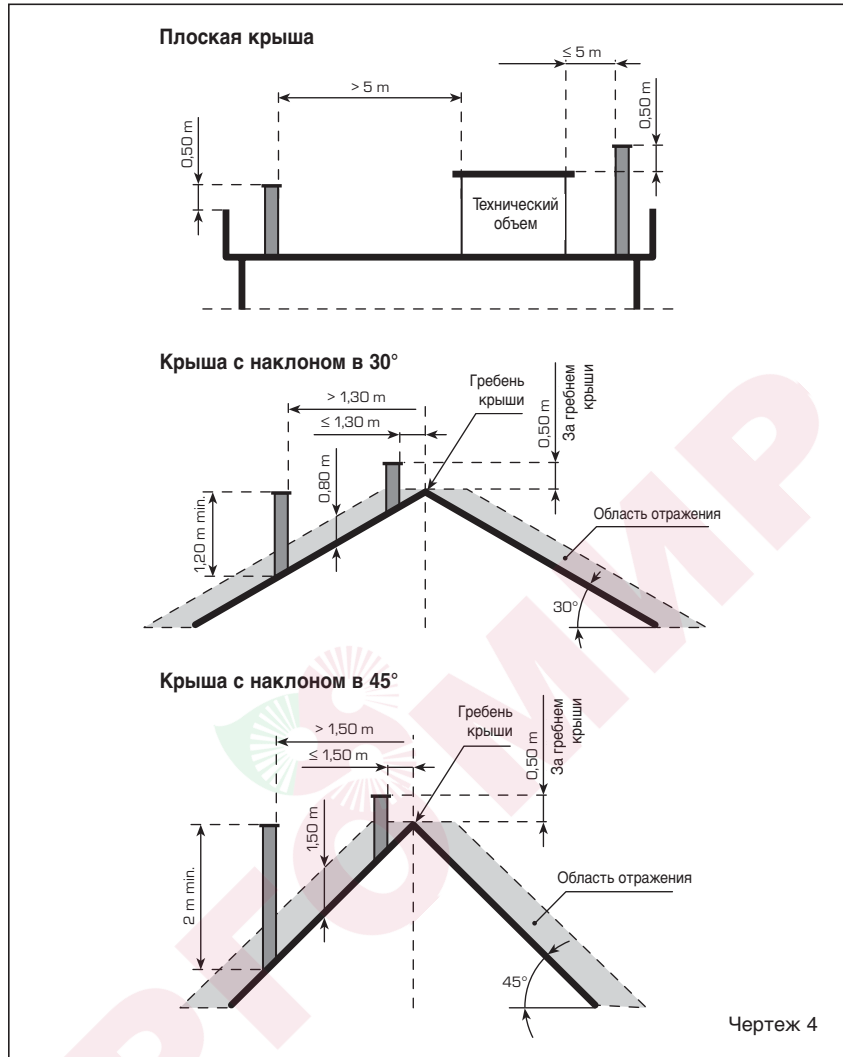 Плоская крыша
≤ 5 m
> 5 m
0,50 m
0,50 m
Технический
объем
Крыша с наклоном в 30°
Гребень
крыши
> 1,30 m
≤ 1,30 m
0,50 m
За гребнем
крыши
0,80 m
1,20 m min.
Область отражения
30°
Крыша с наклоном в 45°
Гребень
крыши
> 1,50 m
≤ 1,50 m
0,50 m
За гребнем
крыши
1,50 m
2 m min.
Область отражения
45°
Чертеж 4
РГО МИР